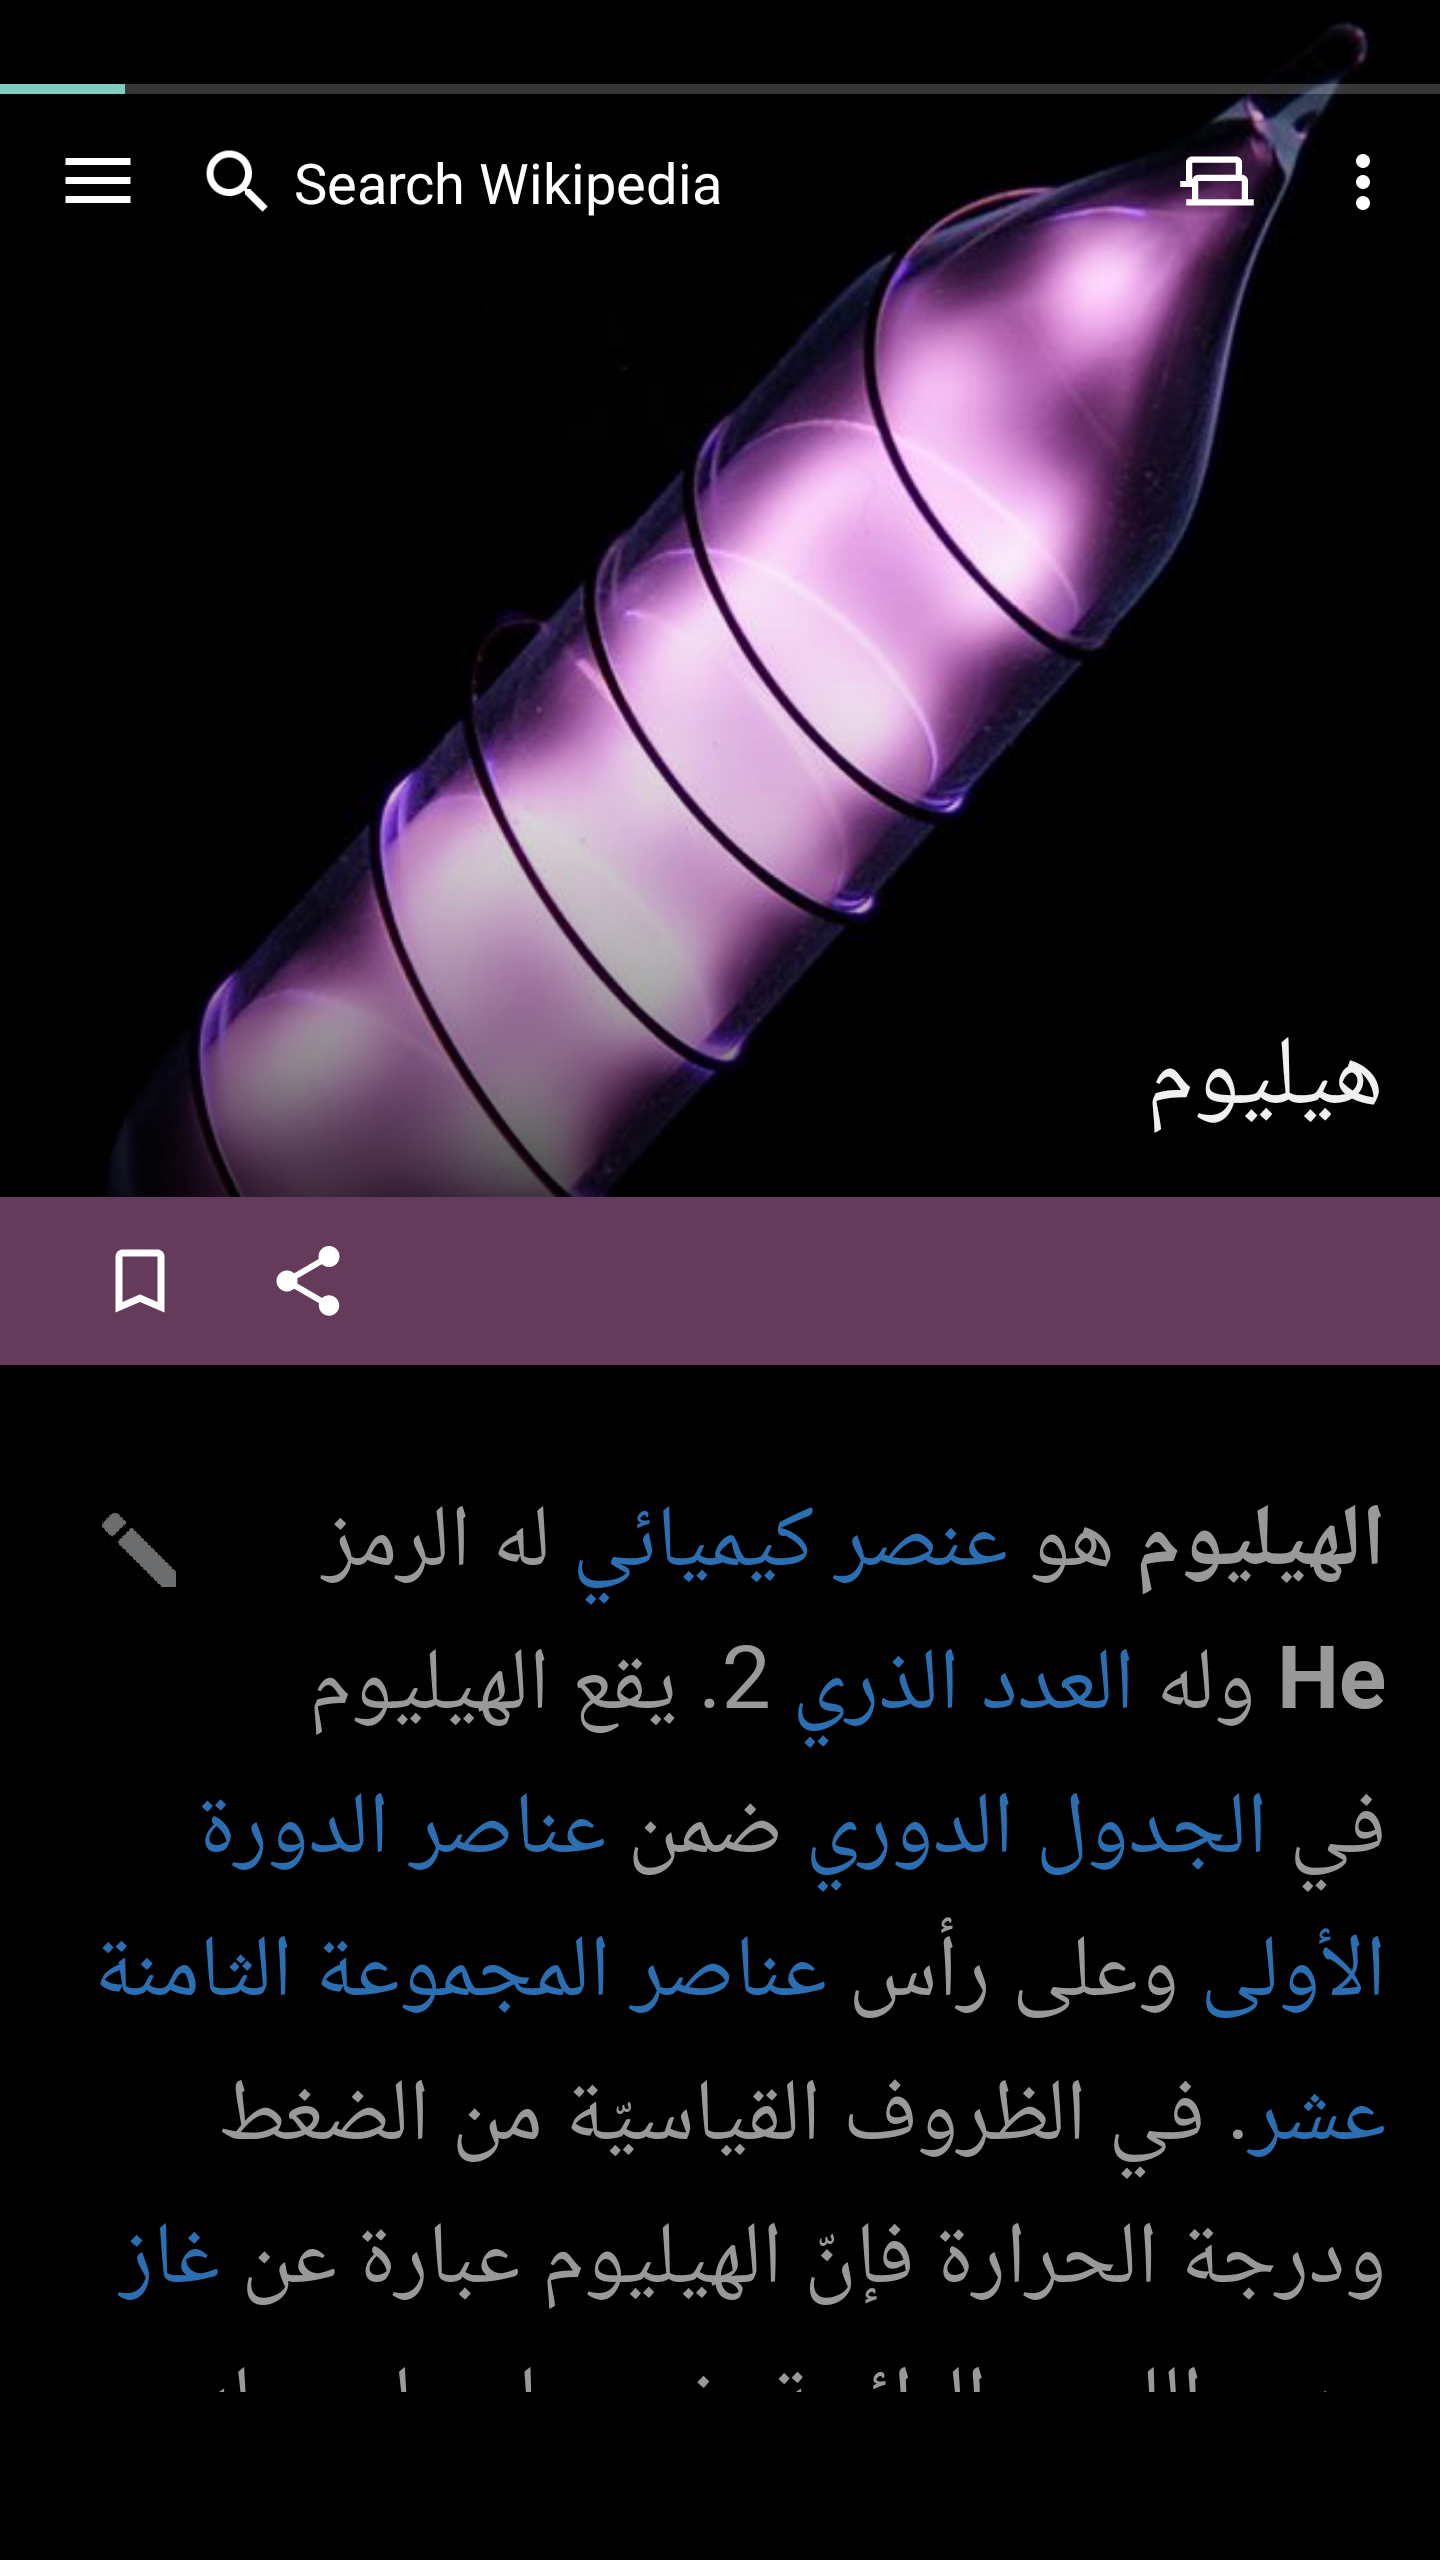 Search Wikipedia
هيليوم
الهيليوم هو عنصر كيميائي له الرمز
He وله العدد الذري 2. يقع الهيليوم
في الجدول الدوري ضمن عناصر الدورة
الأولى وعلى رأس عناصر المجموعة الثامنة
عشر. في الظروف القياسيّة من الضغط
ودرجة الحرارة فإنّ الهيليوم عبارة عن غاز